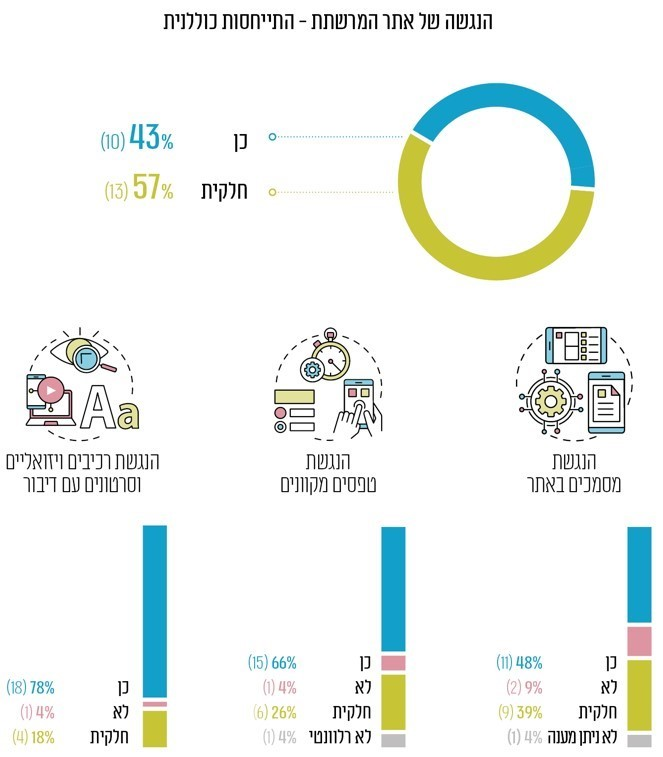 הנגשה של אתר המרשתת - התייחסות כוללנית
כן 43% (10)
חלקית 57% (13)
Aa
הנגשת
מסמכים באתר
כן 48% (11)
לא 9% (2)
חלקית 39% (9)
לא ניתן מענה 4% (1)
הנגשת
טפסים מקוונים
כן 66% (15)
לא 4% (1)
חלקית 26% (6)
לא רלוונטי 4% (1)
הנגשת רכיבים ויזואליים
וסרטונים עם דיבור
כן 78% (18)
לא 4% (1)
חלקית 18% (4)